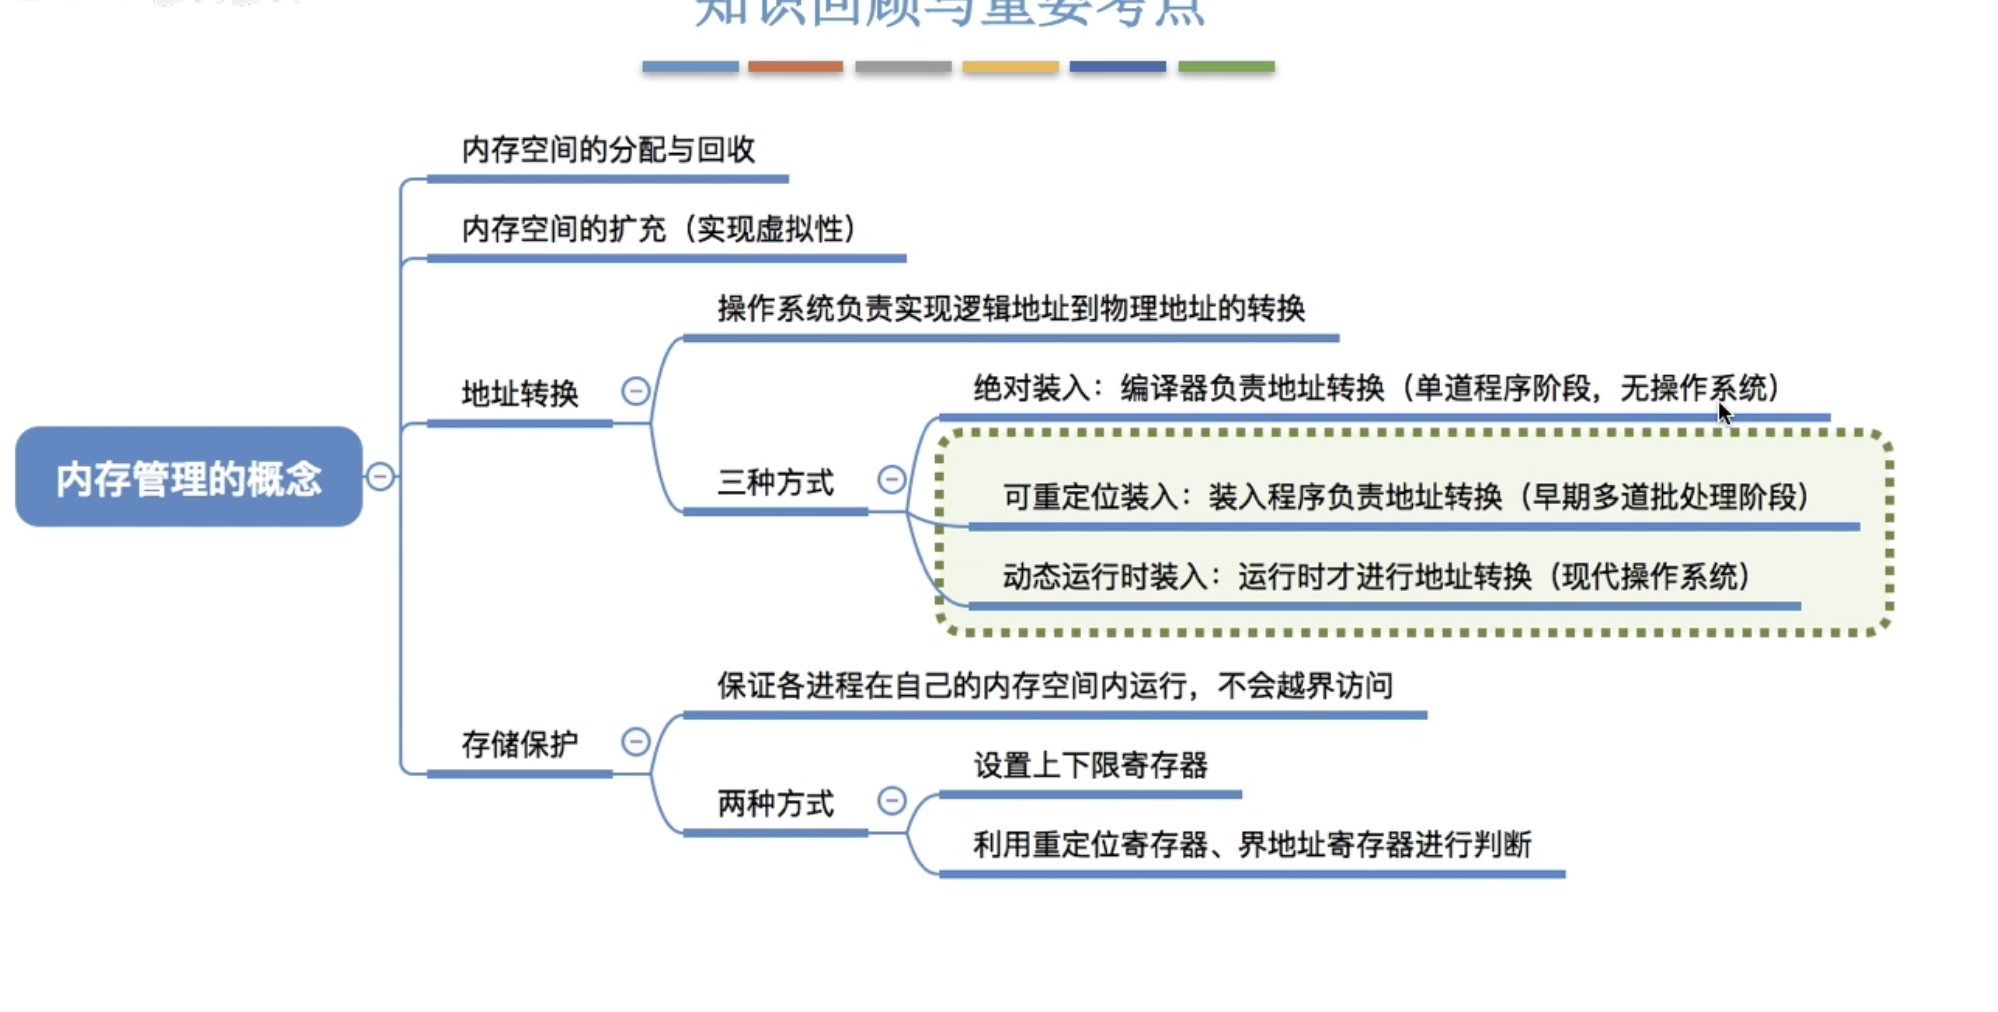 知识回顾与重要考点
内存空间的分配与回收
内存空间的扩充（实现虚拟性）
操作系统负责实现逻辑地址到物理地址的转换
绝对装入：编译器负责地址转换（单道程序阶段，无操作系统）
地址转换
三种方式
内存管理的概念
可重定位装入：装入程序负责地址转换（早期多道批处理阶段）
动态运行时装入：运行时才进行地址转换（现代操作系统）
保证各进程在自己的内存空间内运行，不会越界访问
存储保护
设置上下限寄存器
两种方式
利用重定位寄存器、界地址寄存器进行判断